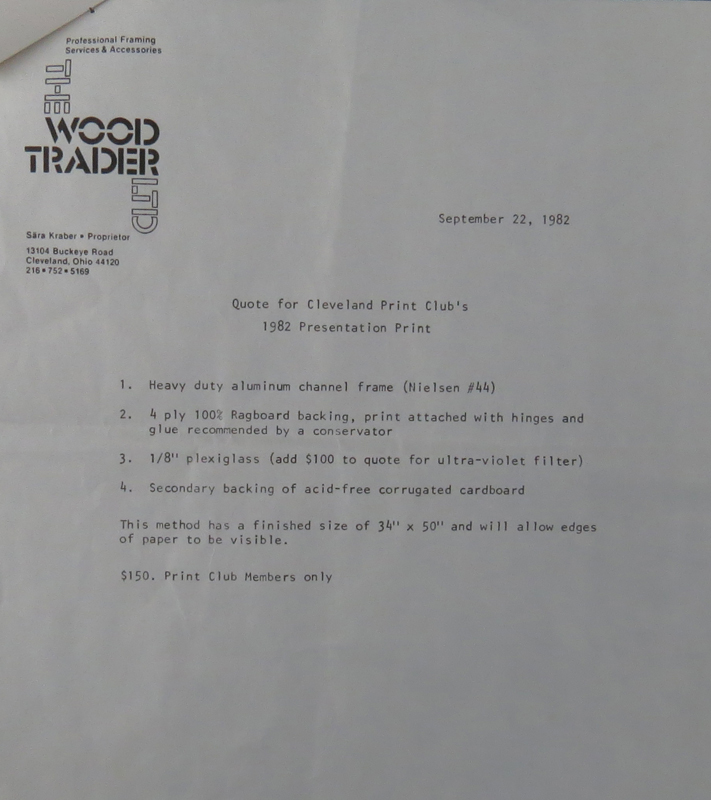 Professional Framing
Services & Accessories
THE
WOOD
TRADER
LTD
Sära Kraber • Proprietor
13104 Buckeye Road
Cleveland, Ohio 44120
216 • 752 • 5169
September 22, 1982
Quote for Cleveland Print Club's
1982 Presentation Print
1. Heavy duty aluminum channel frame (Nielsen #44)
2. 4 ply 100% Ragboard backing, print attached with hinges and
glue recommended by a conservator
3. 1/8" plexiglass (add $100 to quote for ultra-violet filter)
4. Secondary backing of acid-free corrugated cardboard
This method has a finished size of 34" x 50" and will allow edges
of paper to be visible.
$150. Print Club Members only